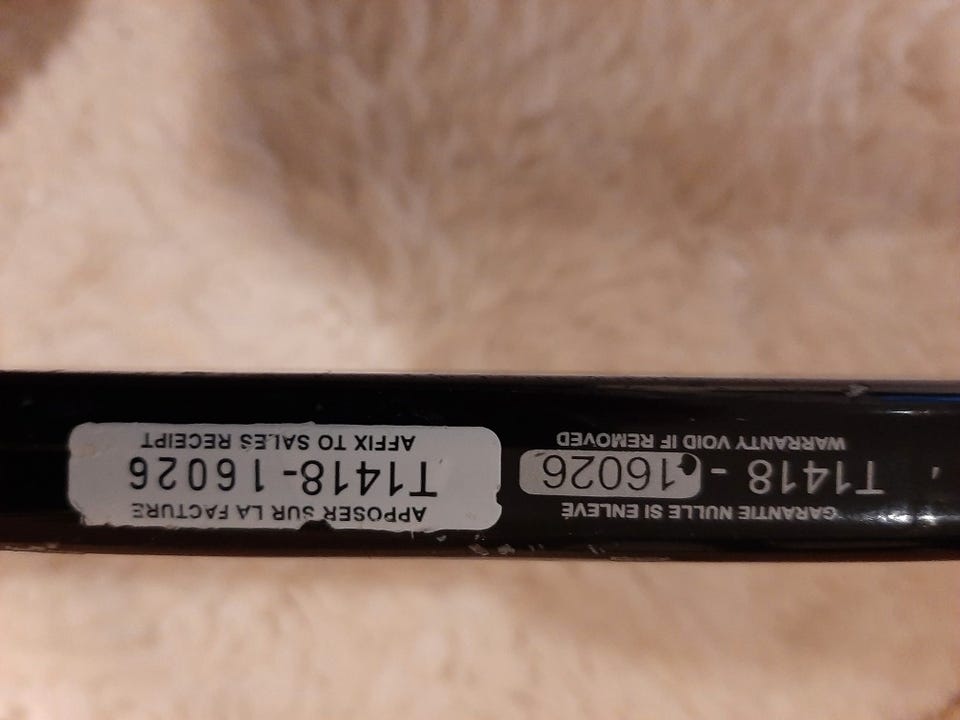 GARANTIE NULLE SI ENLEVÉ
T1418 - 16026
WARRANTY VOID IF REMOVED
APPOSER SUR LA FACTURE
T1418-16026
AFFIX TO SALES RECEIPT